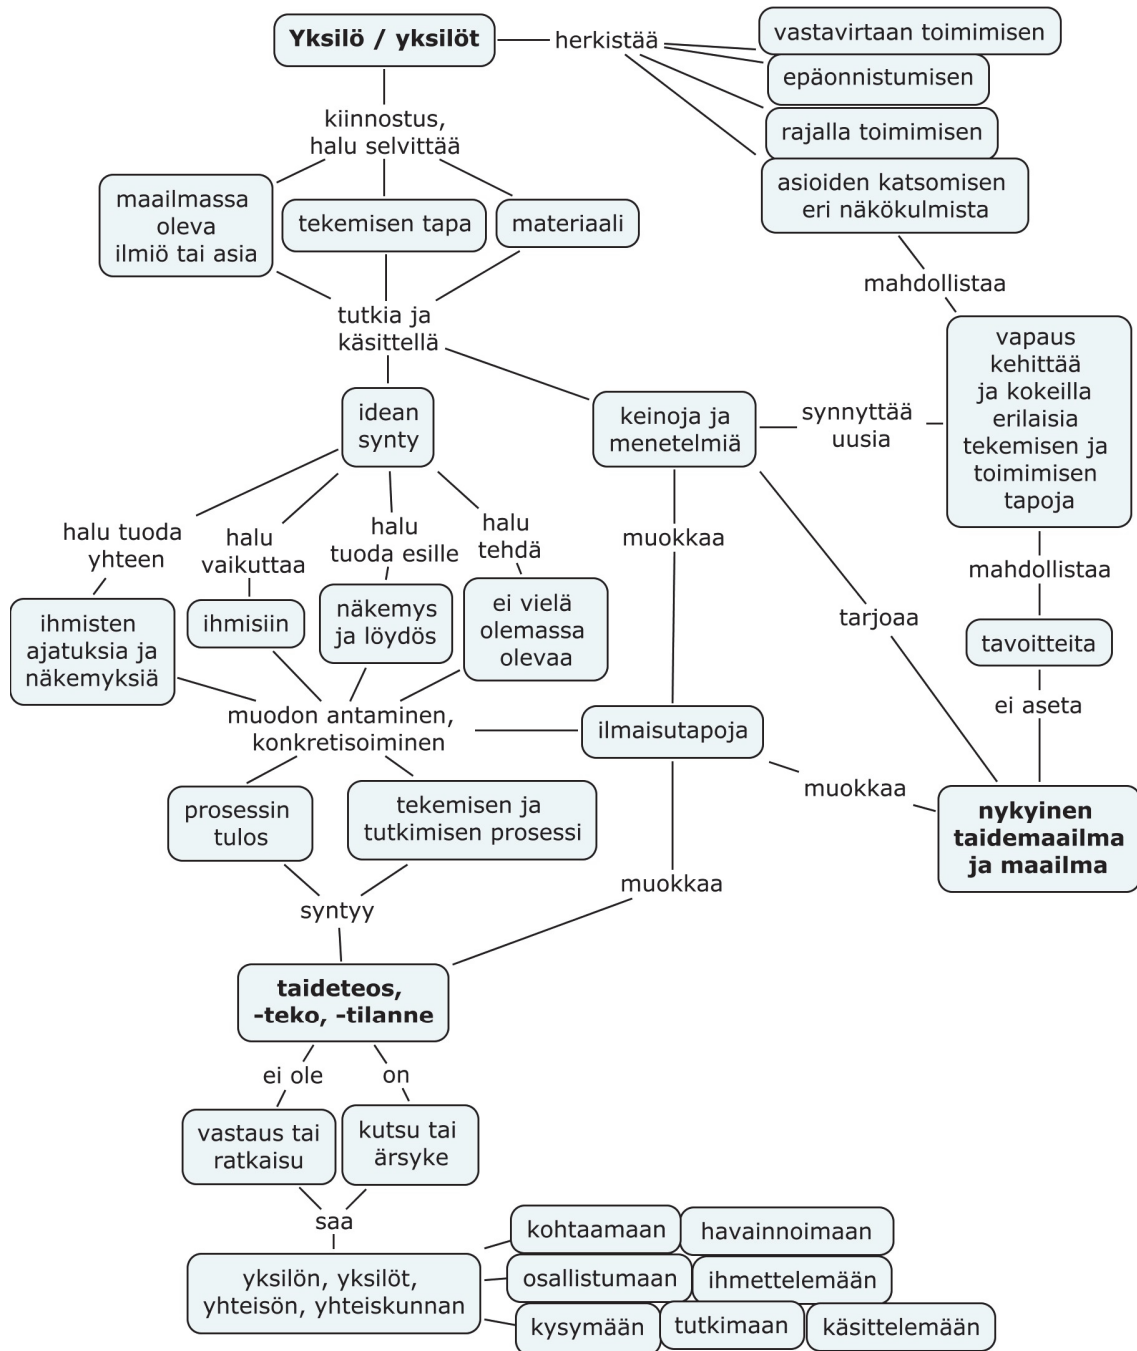 Yksilö / yksilöt
herkistää
vastavirtaan toimimisen
epäonnistumisen
rajalla toimimisen
asioiden katsomisen
eri näkökulmista
kiinnostus,
halu selvittää
maailmassa
oleva
ilmiö tai asia
tekemisen tapa
materiaali
mahdollistaa
tutkia ja
käsittellä
vapaus
kehittää
ja kokeilla
erilaisia
tekemisen ja
toimimisen
tapoja
idean
synty
keinoja ja
menetelmiä
synnyttää
uusia
halu tuoda
yhteen
halu
vaikuttaa
halu
tuoda esille
halu
tehdä
muokkaa
mahdollistaa
ihmisten
ajatuksia ja
näkemyksiä
ihmisiin
näkemys
ja löydös
ei vielä
olemassa
olevaa
tarjoaa
tavoitteita
ei aseta
muodon antaminen,
konkretisoiminen
ilmaisutapoja
muokkaa
nykyinen
taidemaailma
ja maailma
prosessin
tulos
tekemisen ja
tutkimisen prosessi
muokkaa
syntyy
taideteos,
-teko, -tilanne
ei ole
on
vastaus tai
ratkaisu
kutsu tai
ärsyke
saa
yksilön, yksilöt,
yhteisön, yhteiskunnan
kohtaamaan
havainnoimaan
osallistumaan
ihmettelemään
kysymään
tutkimaan
käsittelemään